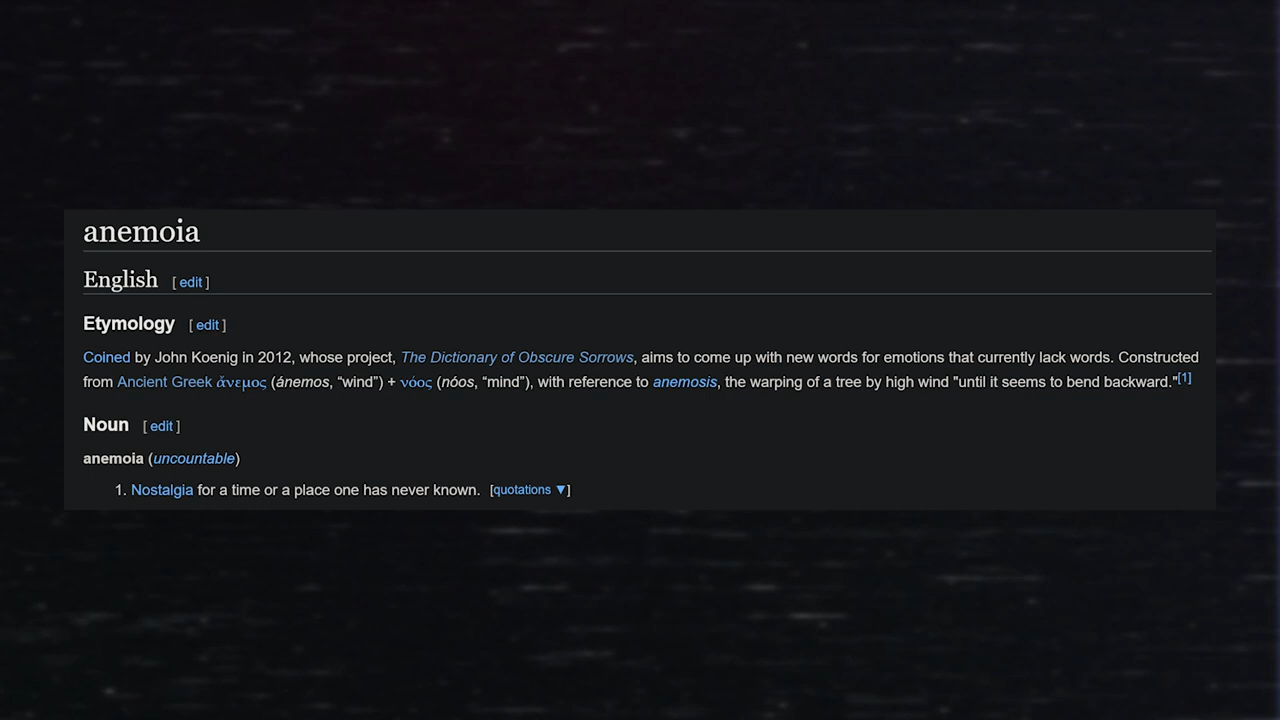 anemoia
English [ edit ]
Etymology [ edit ]
Coined by John Koenig in 2012, whose project, The Dictionary of Obscure Sorrows, aims to come up with new words for emotions that currently lack words. Constructed
from Ancient Greek ἄνεμος (ánemos, “wind”) + νόος (nóos, “mind”), with reference to anemosis, the warping of a tree by high wind "until it seems to bend backward."[1]
Noun [ edit ]
anemoia (uncountable)
1. Nostalgia for a time or a place one has never known. [quotations ▼]